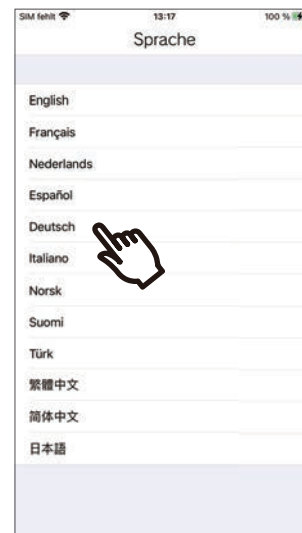 SIM fehlt 13:17 100 %
Sprache
English
Français
Nederlands
Español
Deutsch
Italiano
Norsk
Suomi
Türk
繁體中文
简体中文
日本語